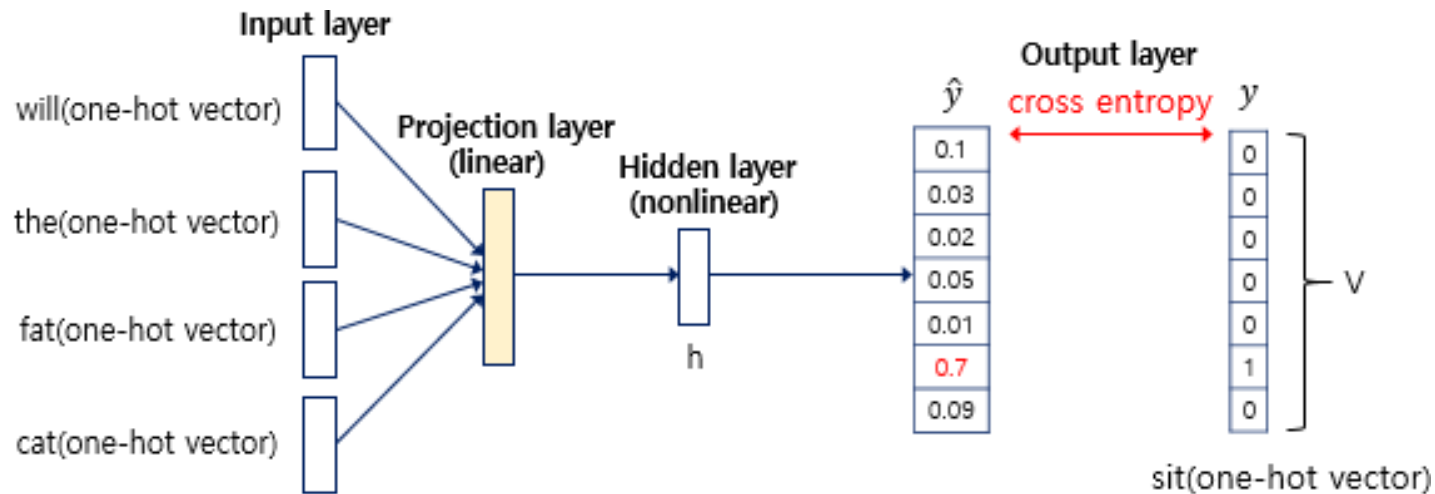 Input layer
will(one-hot vector)
the(one-hot vector)
fat(one-hot vector)
cat(one-hot vector)
Projection layer
(linear)
Hidden layer
(nonlinear)
h
Output layer
ŷ
cross entropy
y
0.1
0.03
0.02
0.05
0.01
0.7
0.09
0
0
0
0
0
1
0
V
sit(one-hot vector)